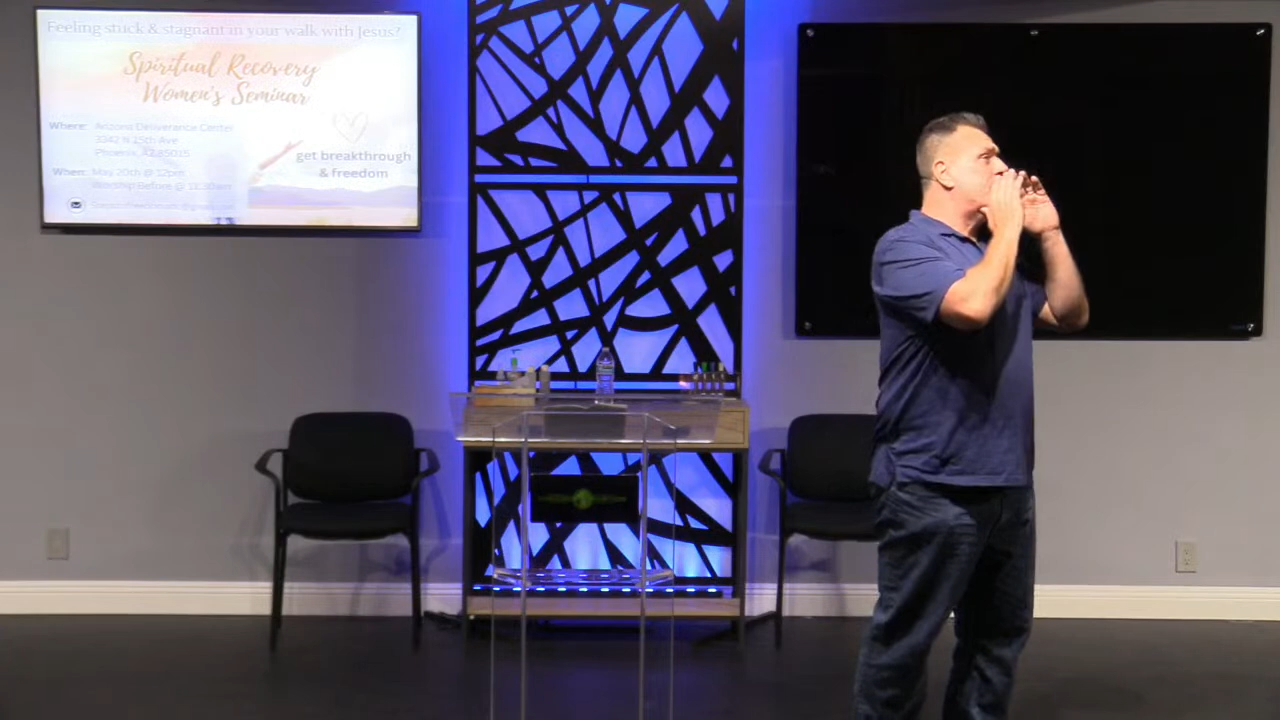 Feeling stuck & stagnant in your walk with Jesus?
Spiritual Recovery
Women's Seminar
Where: Arizona Deliverance Center
3342 N 15th Ave
Phoenix, AZ 85015
get breakthrough
& freedom
When: May 20th @ 12pm
Worship Before @ 11:30am